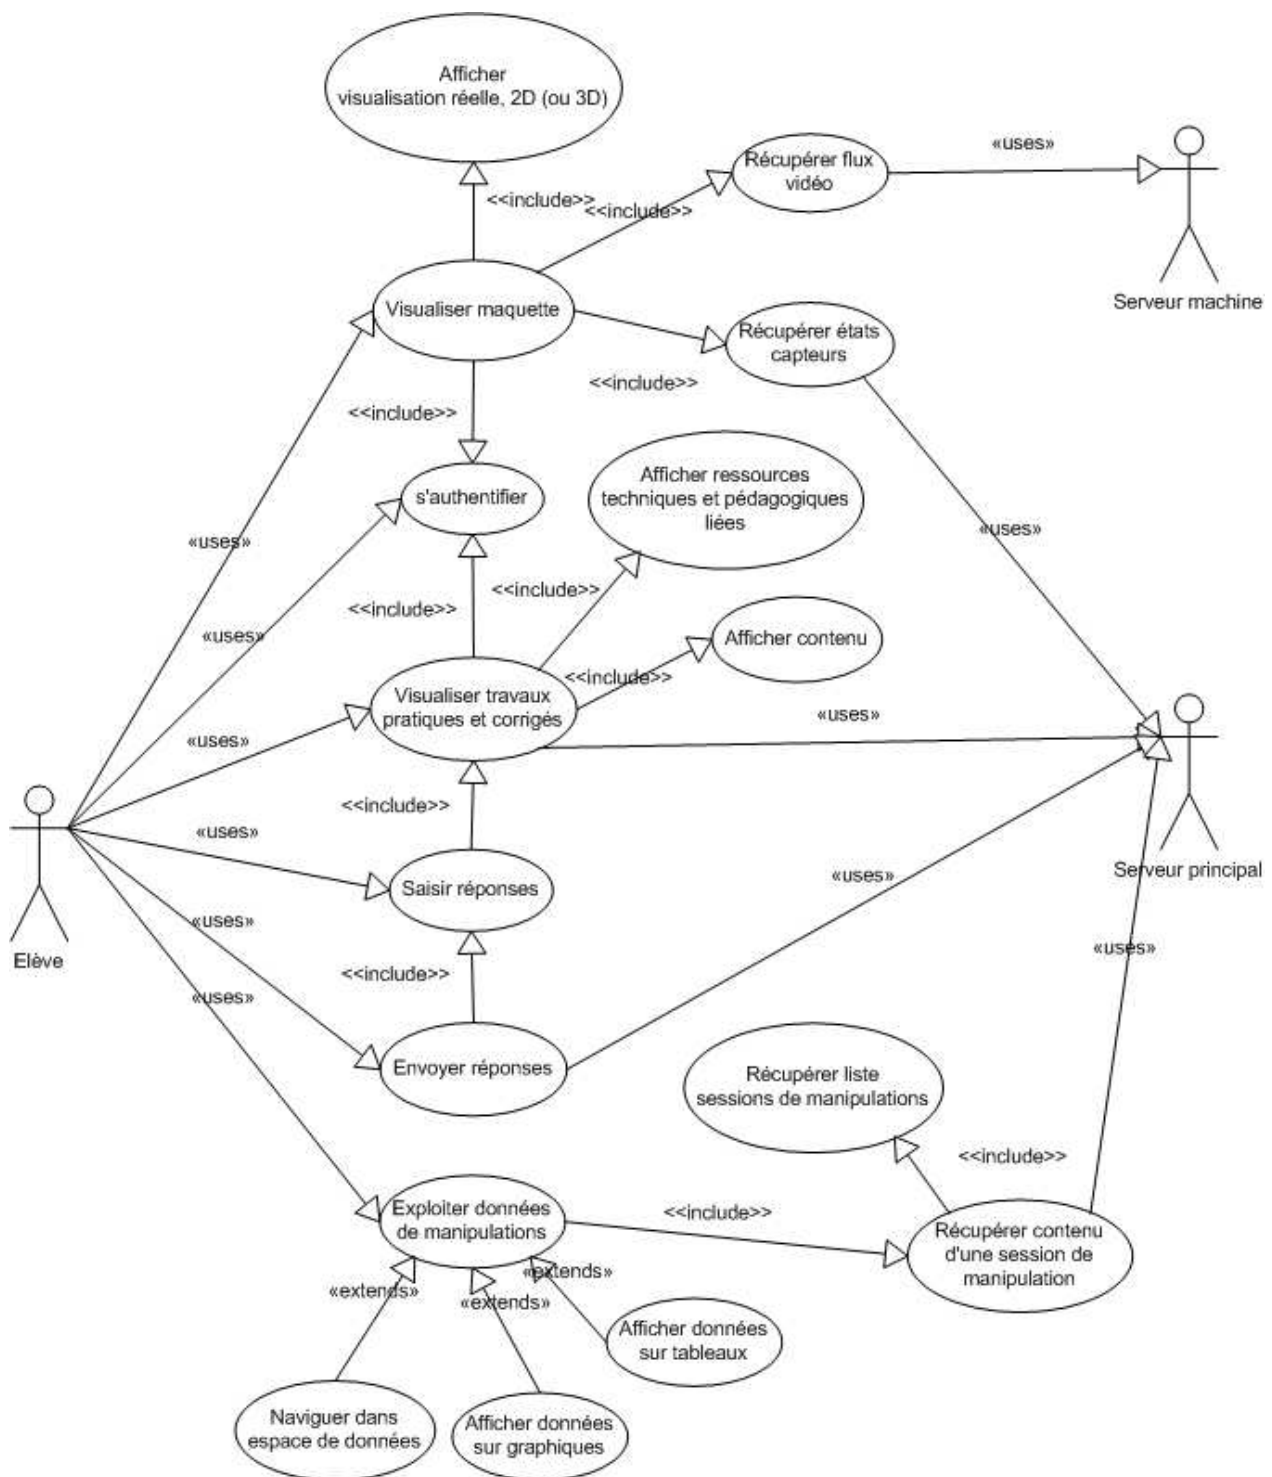 Afficher
visualisation réelle, 2D (ou 3D)
Récupérer flux
vidéo
«uses»
<<include>>
<<include>>
Serveur machine
Visualiser maquette
Récupérer états
capteurs
<<include>>
<<include>>
Afficher ressources
techniques et pédagogiques
liées
s'authentifier
«uses»
«uses»
<<include>>
<<include>>
«uses»
Afficher contenu
<<include>>
Visualiser travaux
pratiques et corrigés
«uses»
«uses»
<<include>>
«uses»
Saisir réponses
«uses»
Serveur principal
«uses»
Elève
<<include>>
«uses»
«uses»
Envoyer réponses
Récupérer liste
sessions de manipulations
<<include>>
Exploiter données
de manipulations
<<include>>
Récupérer contenu
d'une session de
manipulation
«extends»
«extends»
«extends»
Afficher données
sur tableaux
Naviguer dans
espace de données
Afficher données
sur graphiques